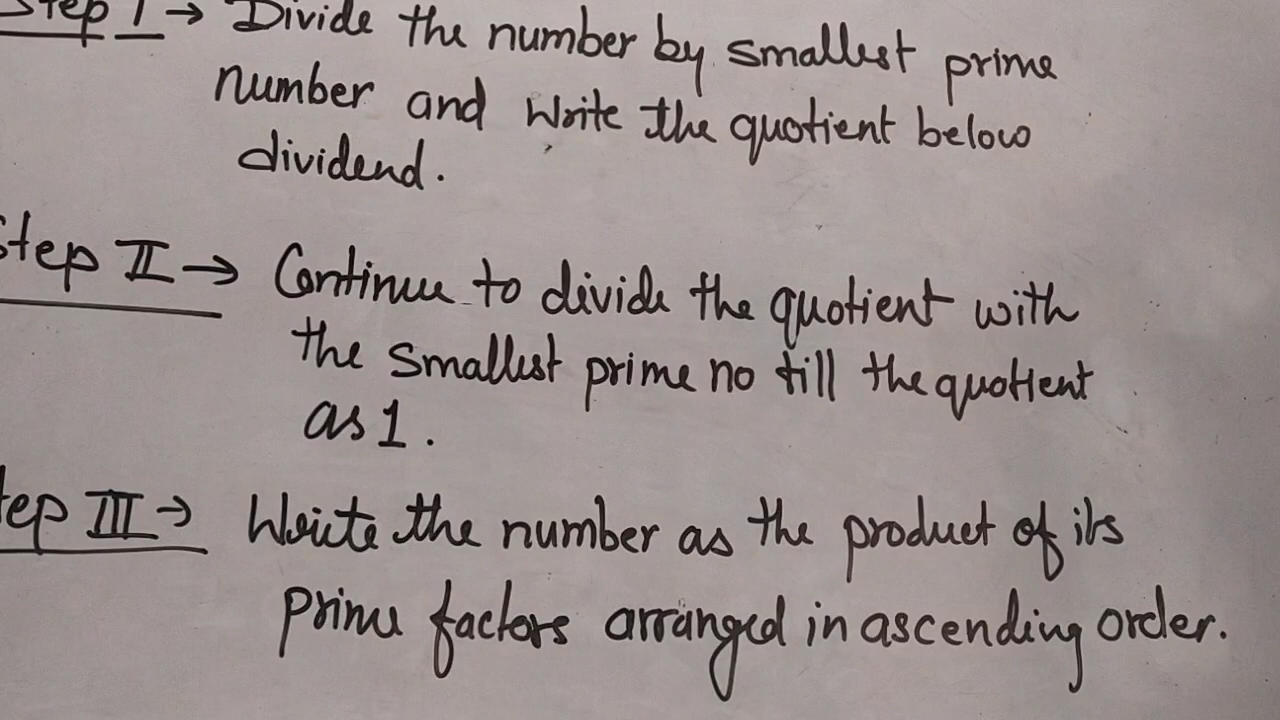 Step I → Divide the number by smallest prime
number and Write the quotient below
dividend.
Step II → Continue to divide the quotient with
the smallest prime no till the quotient
as 1.
tep III → Write the number as the product of its
prime factors arranged in ascending order.